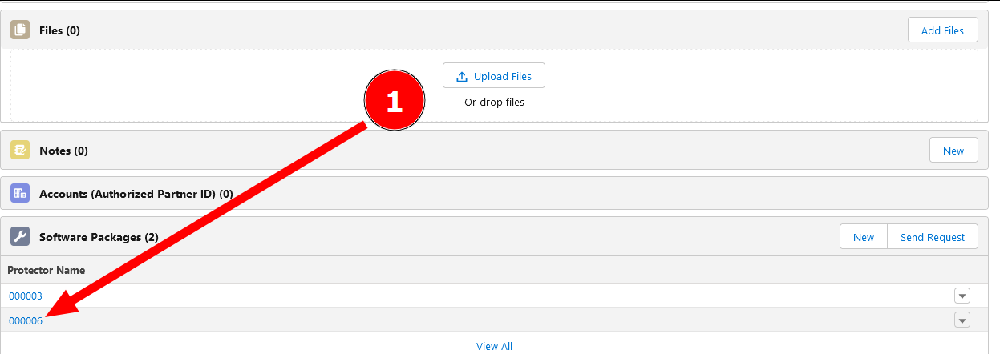 Files (0)
Add Files
Upload Files
Or drop files
1
Notes (0)
New
Accounts (Authorized Partner ID) (0)
Software Packages (2)
New
Send Request
Protector Name
000003
000006
View All